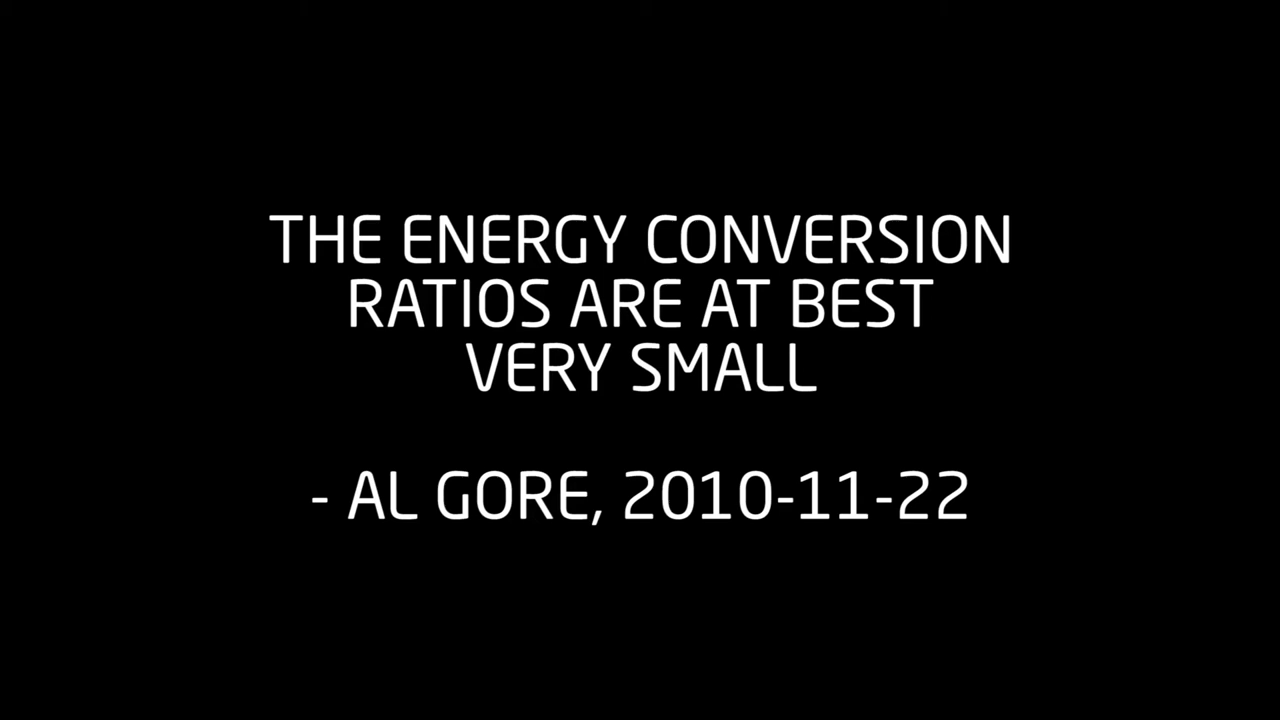 THE ENERGY CONVERSION
RATIOS ARE AT BEST
VERY SMALL
- AL GORE, 2010-11-22